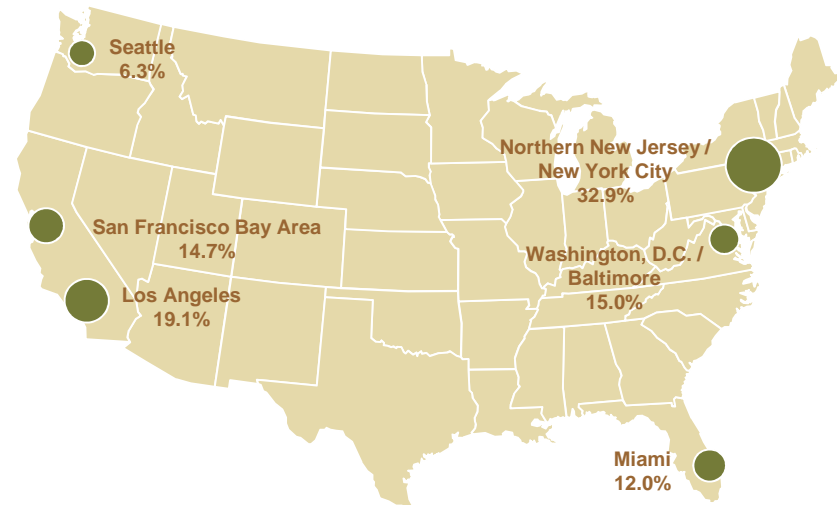 Seattle
6.3%
Northern New Jersey /
New York City
32.9%
San Francisco Bay Area
14.7%
Washington, D.C. /
Baltimore
15.0%
Los Angeles
19.1%
Miami
12.0%